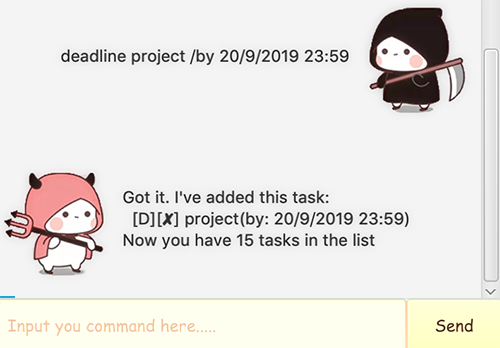 deadline project /by 20/9/2019 23:59
Got it. I've added this task:
[D][✘] project(by: 20/9/2019 23:59)
Now you have 15 tasks in the list
Input you command here.....
Send